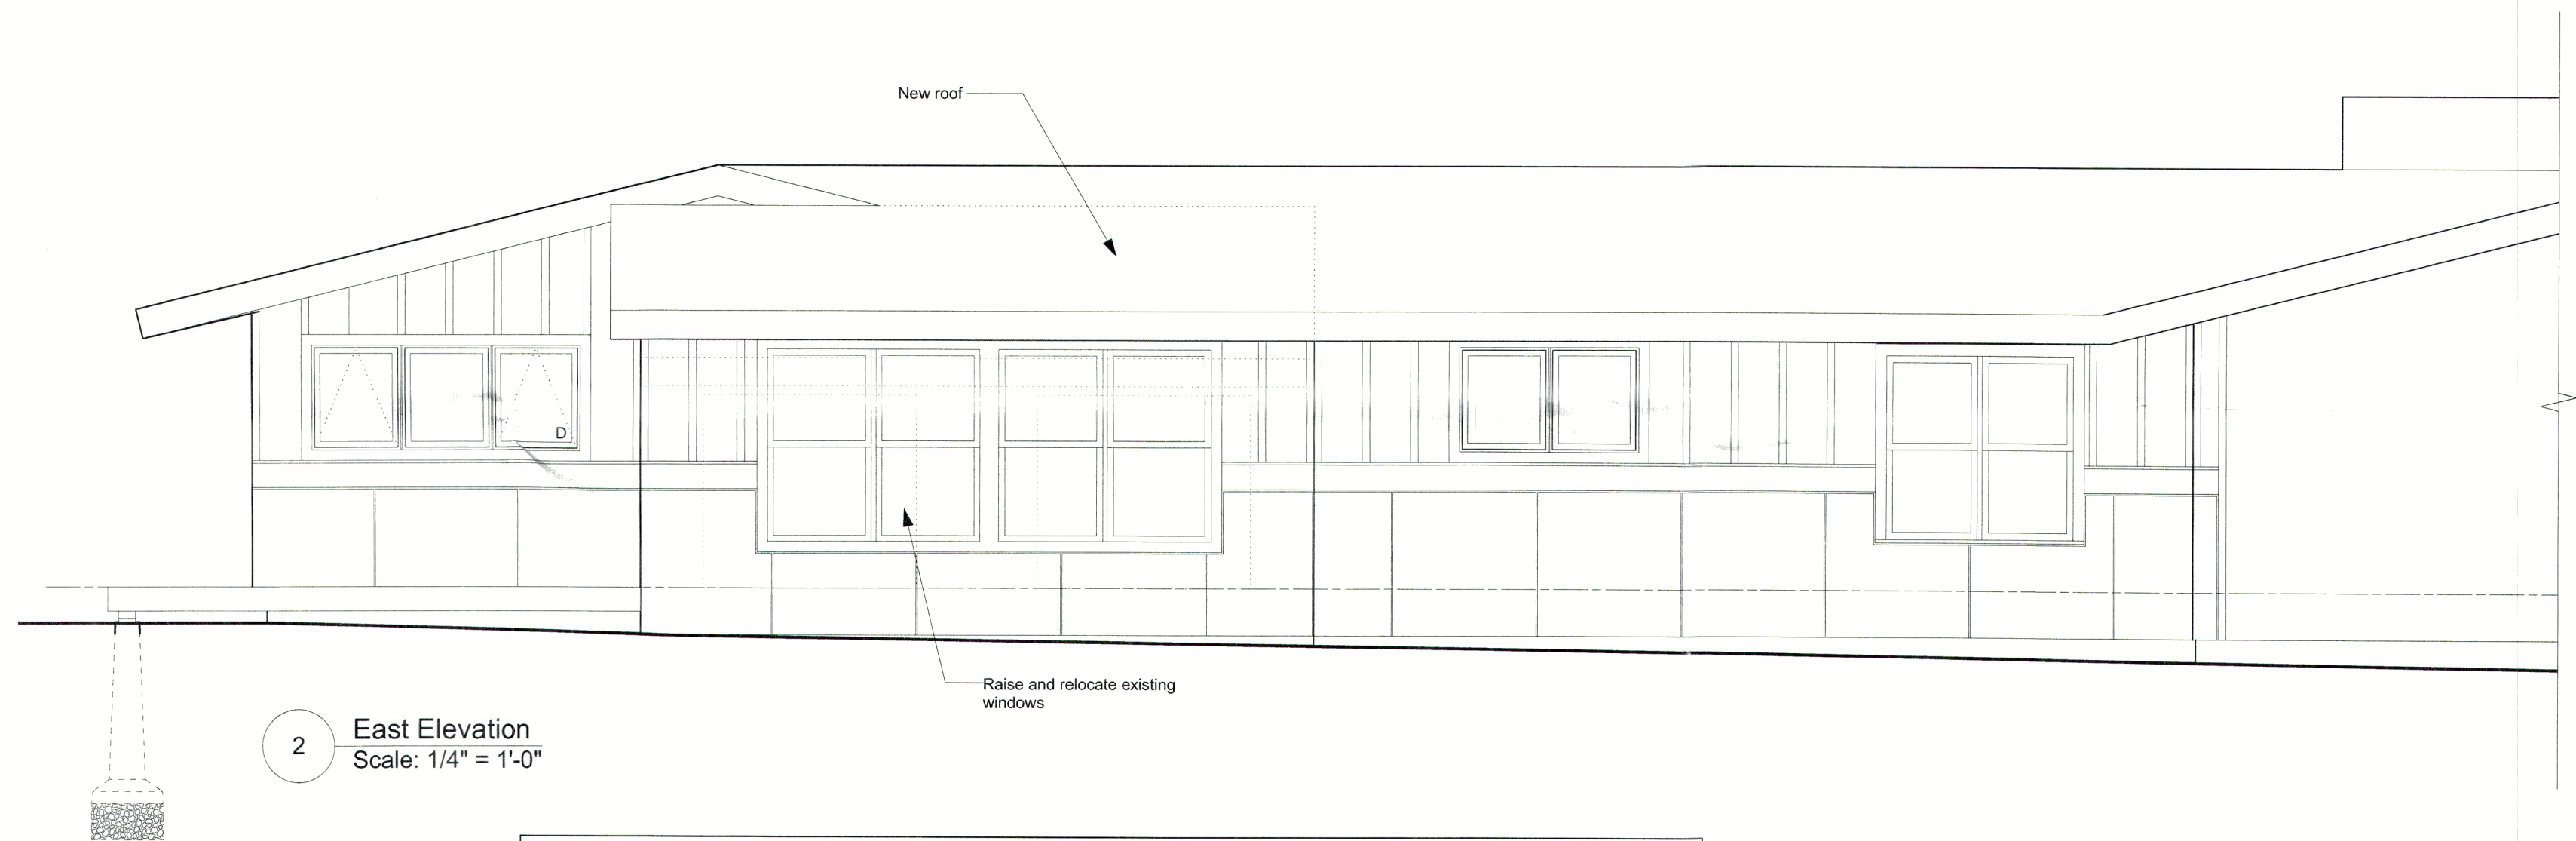 New roof
D
Raise and relocate existing
windows
2
East Elevation
Scale: 1/4" = 1'-0"